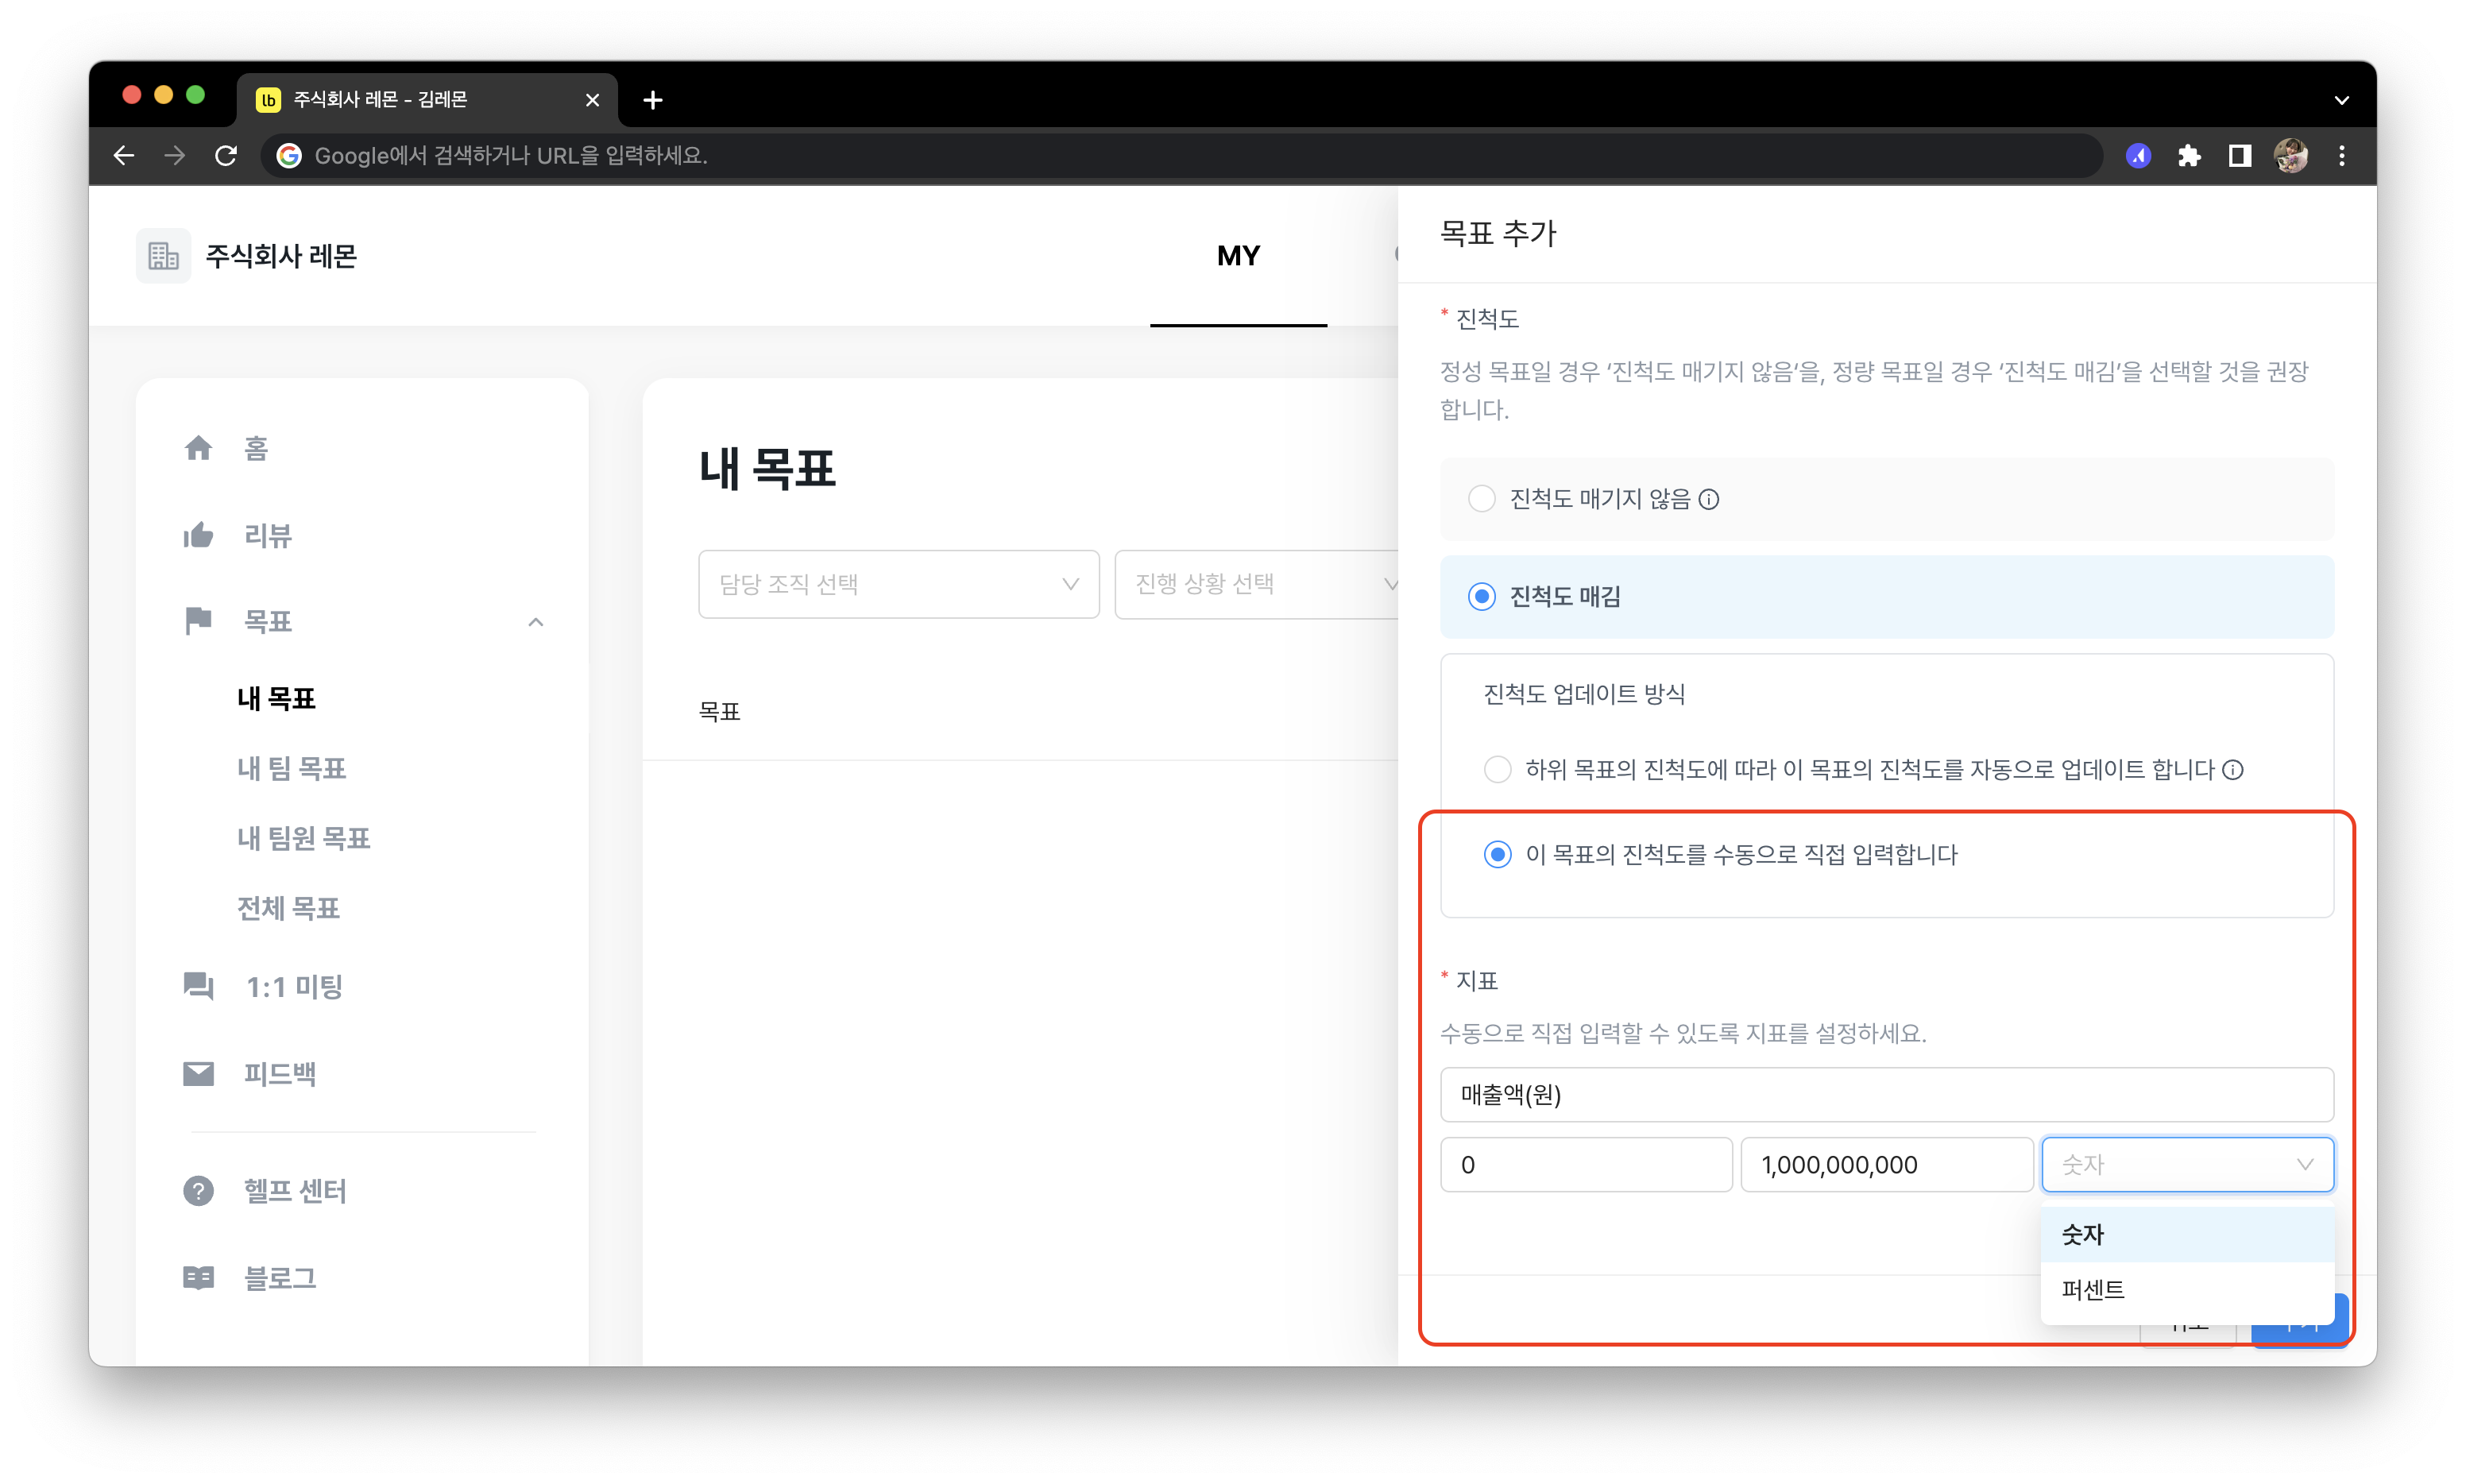 lb 주식회사 레몬 - 김레몬
Google에서 검색하거나 URL을 입력하세요.
주식회사 레몬
MY
홈
리뷰
목표
내 목표
내 팀 목표
내 팀원 목표
전체 목표
1:1 미팅
피드백
헬프 센터
블로그
내 목표
담당 조직 선택
진행 상황 선택
목표
목표 추가
* 진척도
정성 목표일 경우 ‘진척도 매기지 않음‘을, 정량 목표일 경우 ‘진척도 매김’을 선택할 것을 권장
합니다.
진척도 매기지 않음
진척도 매김
진척도 업데이트 방식
하위 목표의 진척도에 따라 이 목표의 진척도를 자동으로 업데이트 합니다
이 목표의 진척도를 수동으로 직접 입력합니다
* 지표
수동으로 직접 입력할 수 있도록 지표를 설정하세요.
매출액(원)
0
1,000,000,000
숫자
숫자
퍼센트